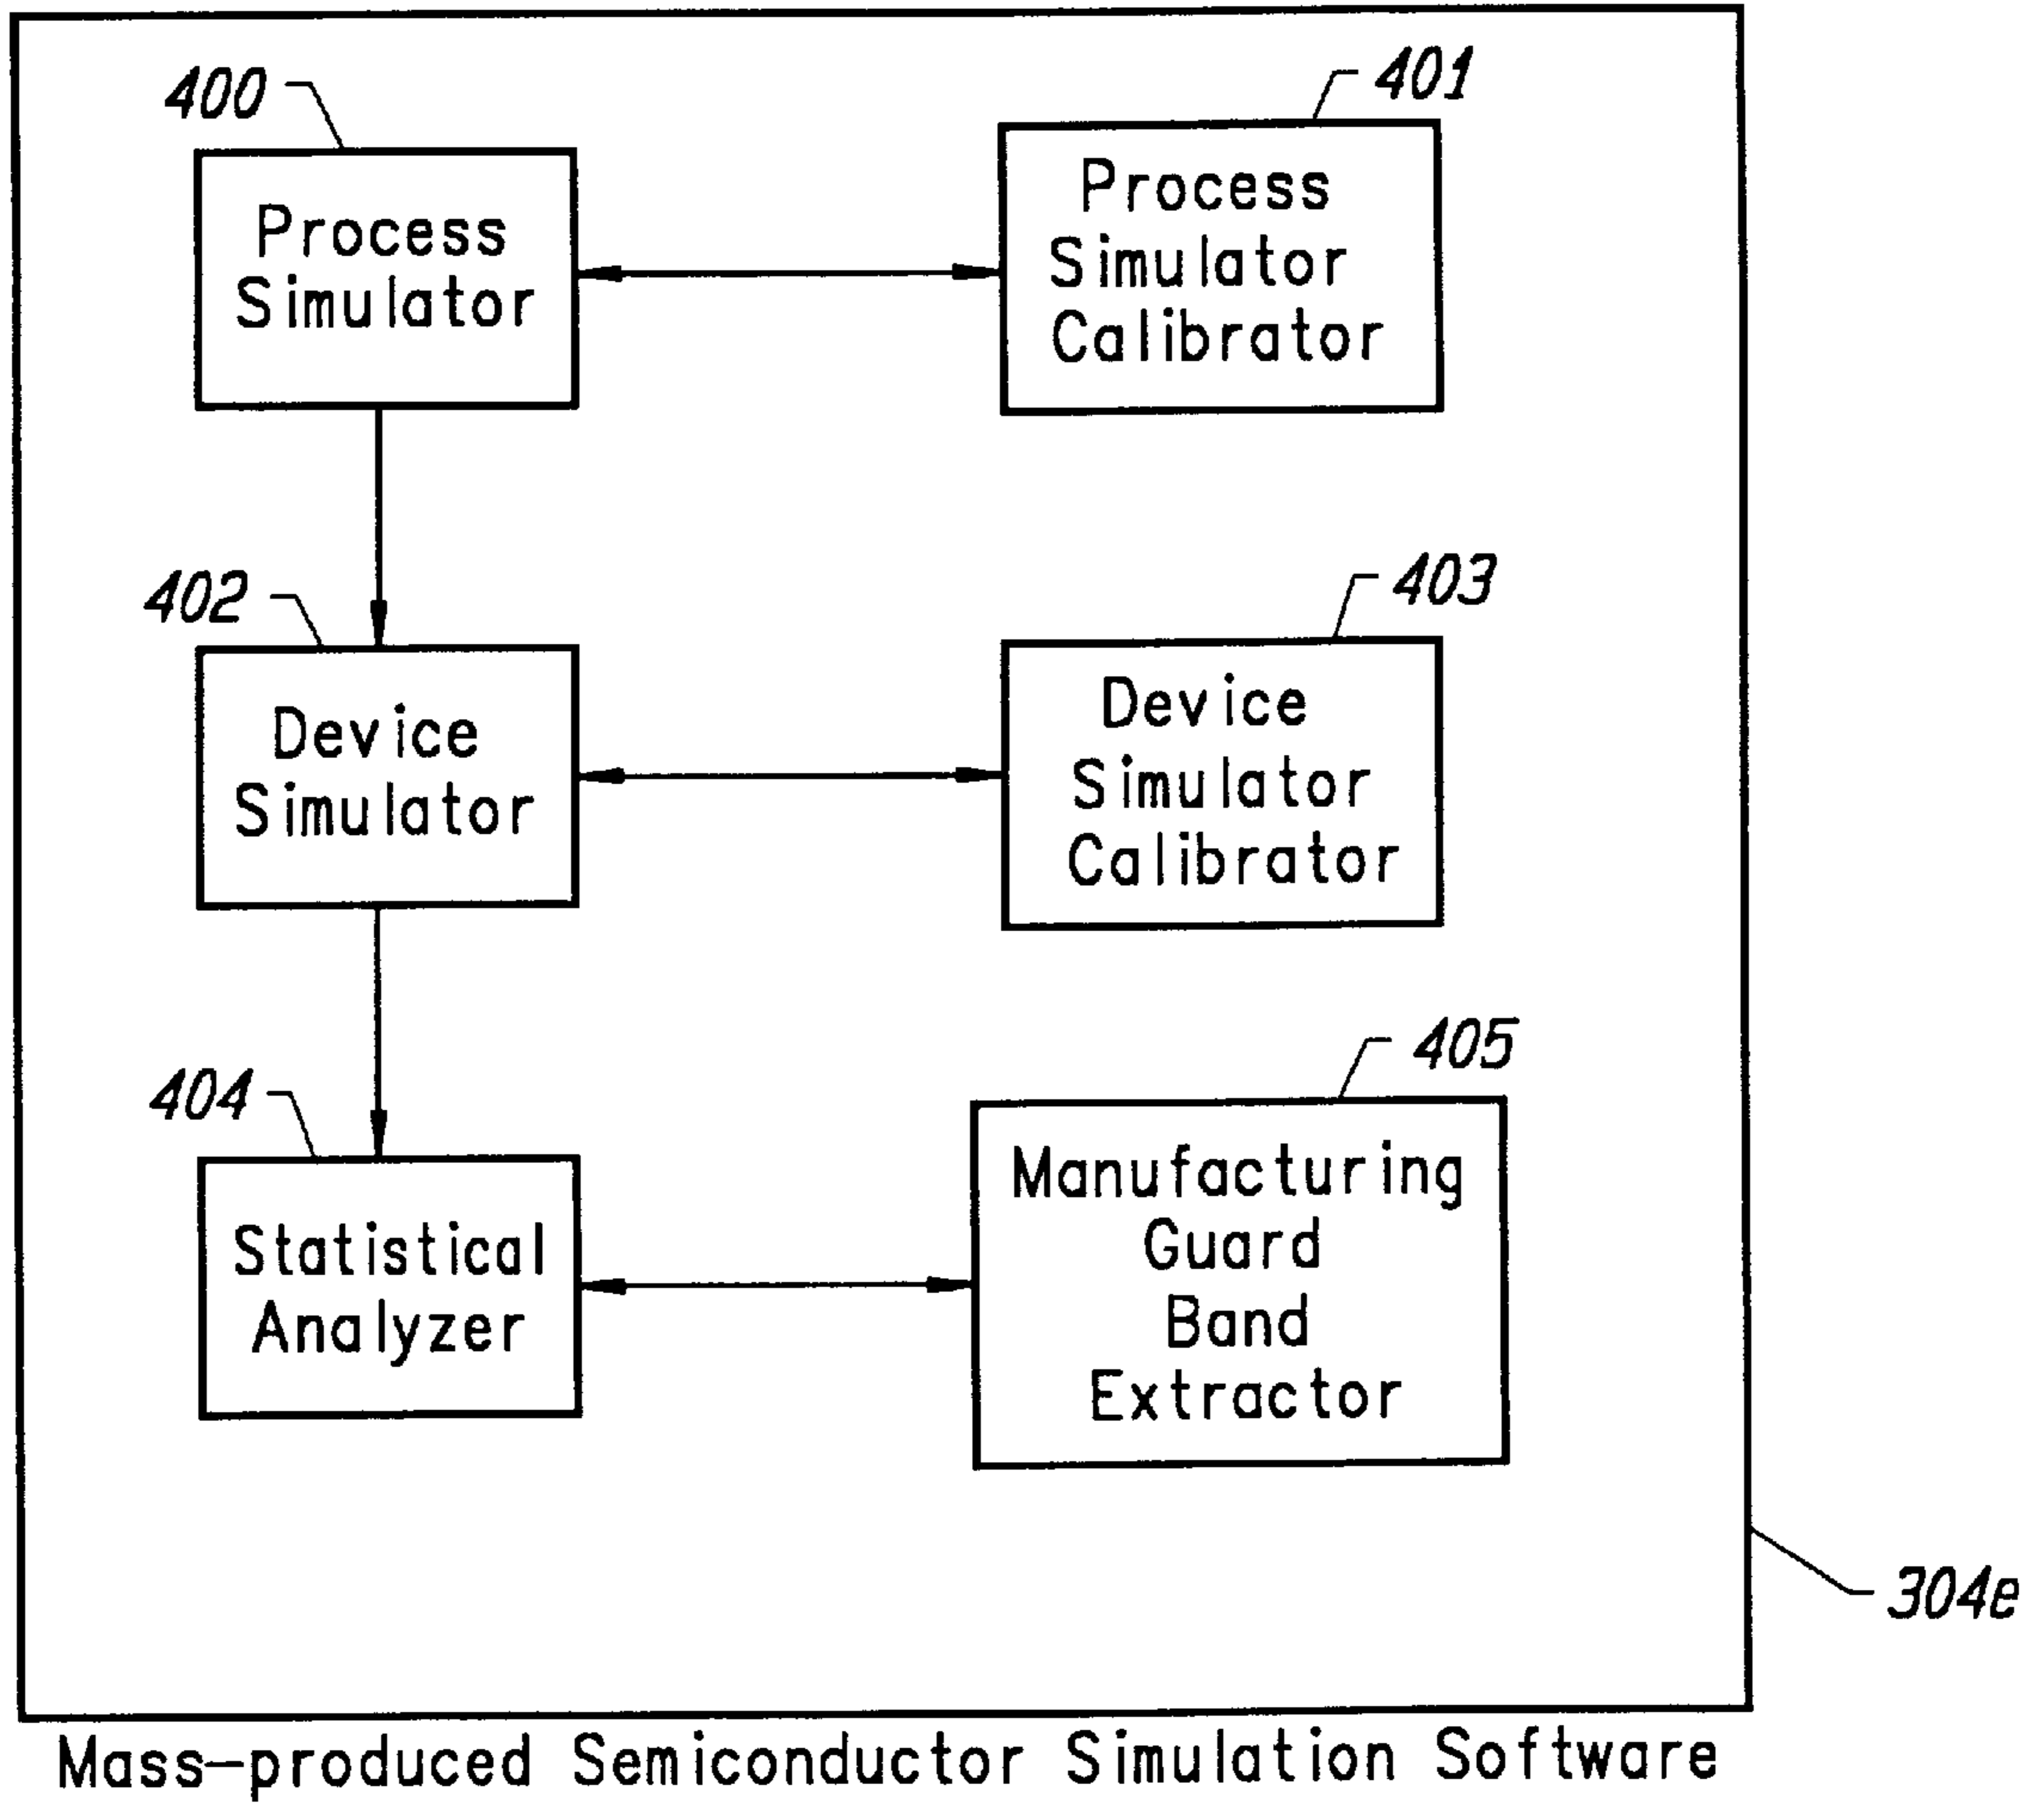 400
Process
Simulator
401
Process
Simulator
Calibrator
402
Device
Simulator
403
Device
Simulator
Calibrator
404
Statistical
Analyzer
405
Manufacturing
Guard
Band
Extractor
304e
Mass-produced Semiconductor Simulation Software